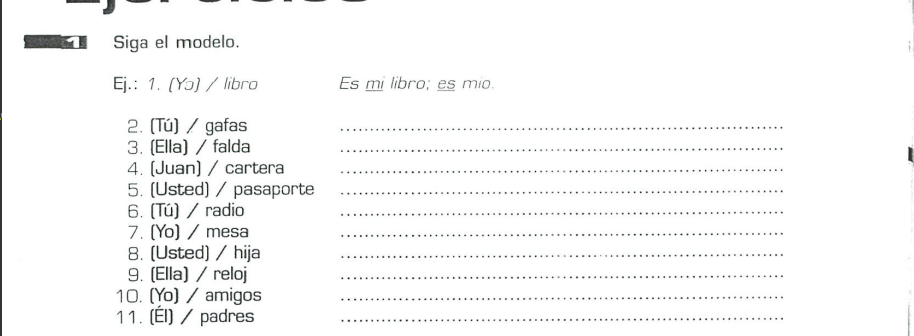 1 Siga el modelo.
Ej.: 1. (Yo) / libro Es mi libro; es mio.
2. (Tú) / gafas ................................................
3. (Ella) / falda ................................................
4. (Juan) / cartera ................................................
5. (Usted) / pasaporte ................................................
6. (Tú) / radio ................................................
7. (Yo) / mesa ................................................
8. (Usted) / hija ................................................
9. (Ella) / reloj ................................................
10. (Yo) / amigos ................................................
11. (Él) / padres ................................................